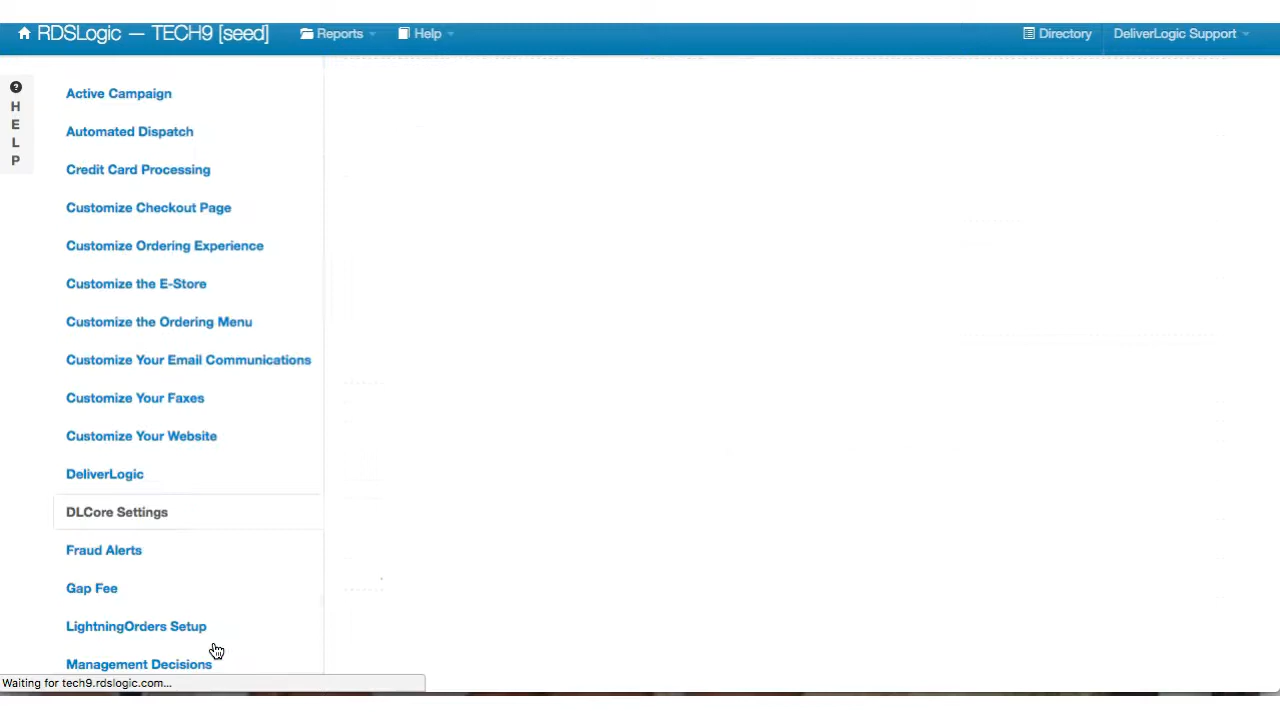 RDSLogic — TECH9 [seed] Reports Help Directory DeliverLogic Support
H
E
L
P
Active Campaign
Automated Dispatch
Credit Card Processing
Customize Checkout Page
Customize Ordering Experience
Customize the E-Store
Customize the Ordering Menu
Customize Your Email Communications
Customize Your Faxes
Customize Your Website
DeliverLogic
DLCore Settings
Fraud Alerts
Gap Fee
LightningOrders Setup
Management Decisions
Waiting for tech9.rdslogic.com...